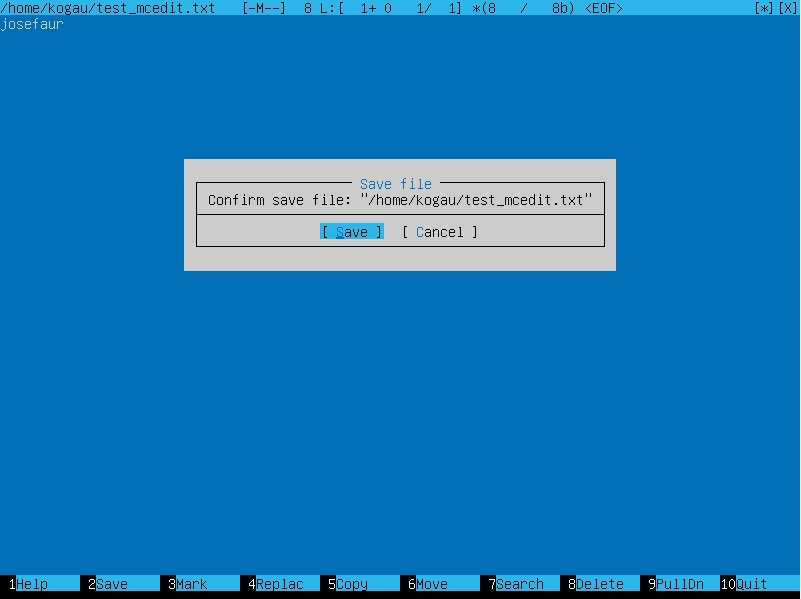 /home/kogau/test_mcedit.txt   [-M--]  8 L:[  1+ 0   1/  1] *(8   /   8b) <EOF>   [*][X]
josefaur
Save file
Confirm save file: "/home/kogau/test_mcedit.txt"
[ Save ]  [ Cancel ]
1Help 2Save 3Mark 4Replac 5Copy 6Move 7Search 8Delete 9PullDn 10Quit